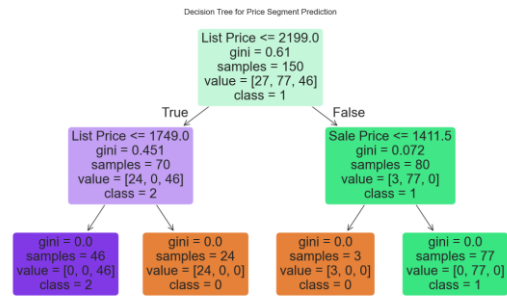 Decision Tree for Price Segment Prediction
List Price <= 2199.0
gini = 0.61
samples = 150
value = [27, 77, 46]
class = 1
True
False
List Price <= 1749.0
gini = 0.451
samples = 70
value = [24, 0, 46]
class = 2
Sale Price <= 1411.5
gini = 0.072
samples = 80
value = [3, 77, 0]
class = 1
gini = 0.0
samples = 46
value = [0, 0, 46]
class = 2
gini = 0.0
samples = 24
value = [24, 0, 0]
class = 0
gini = 0.0
samples = 3
value = [3, 0, 0]
class = 0
gini = 0.0
samples = 77
value = [0, 77, 0]
class = 1